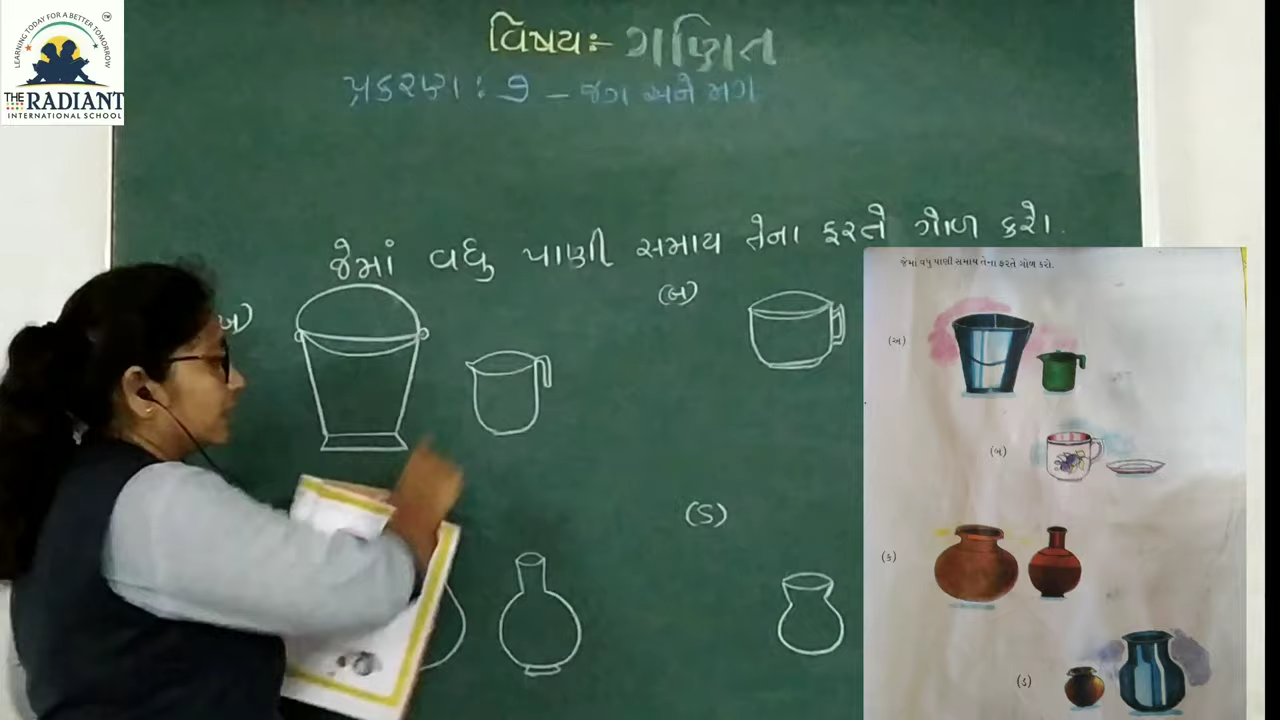 LEARNING TODAY FOR A BETTER TOMORROW
TM
THE RADIANT
INTERNATIONAL SCHOOL
વિષયઃ- ગણિત
પ્રકરણ : ૭ - જગ અને મગ
જેમાં વધુ પાણી સમાય તેના ફરતે ગોળ કરો.
(બ)
(ડ)
જેમાં વધુ પાણી સમાય તેના ફરતે ગોળ કરો.
(અ)
(બ)
(ક)
(ડ)